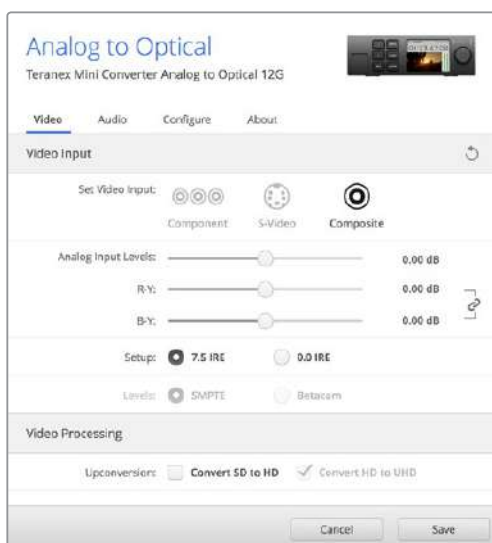 Analog to Optical
Teranex Mini Converter Analog to Optical 12G
Video Audio Configure About
Video Input
Set Video Input:
Component S-Video Composite
Analog Input Levels: 0.00 dB
R-Y: 0.00 dB
B-Y: 0.00 dB
Setup: 7.5 IRE 0.0 IRE
Levels: SMPTE Betacam
Video Processing
Upconversion: Convert SD to HD Convert HD to UHD
Cancel Save